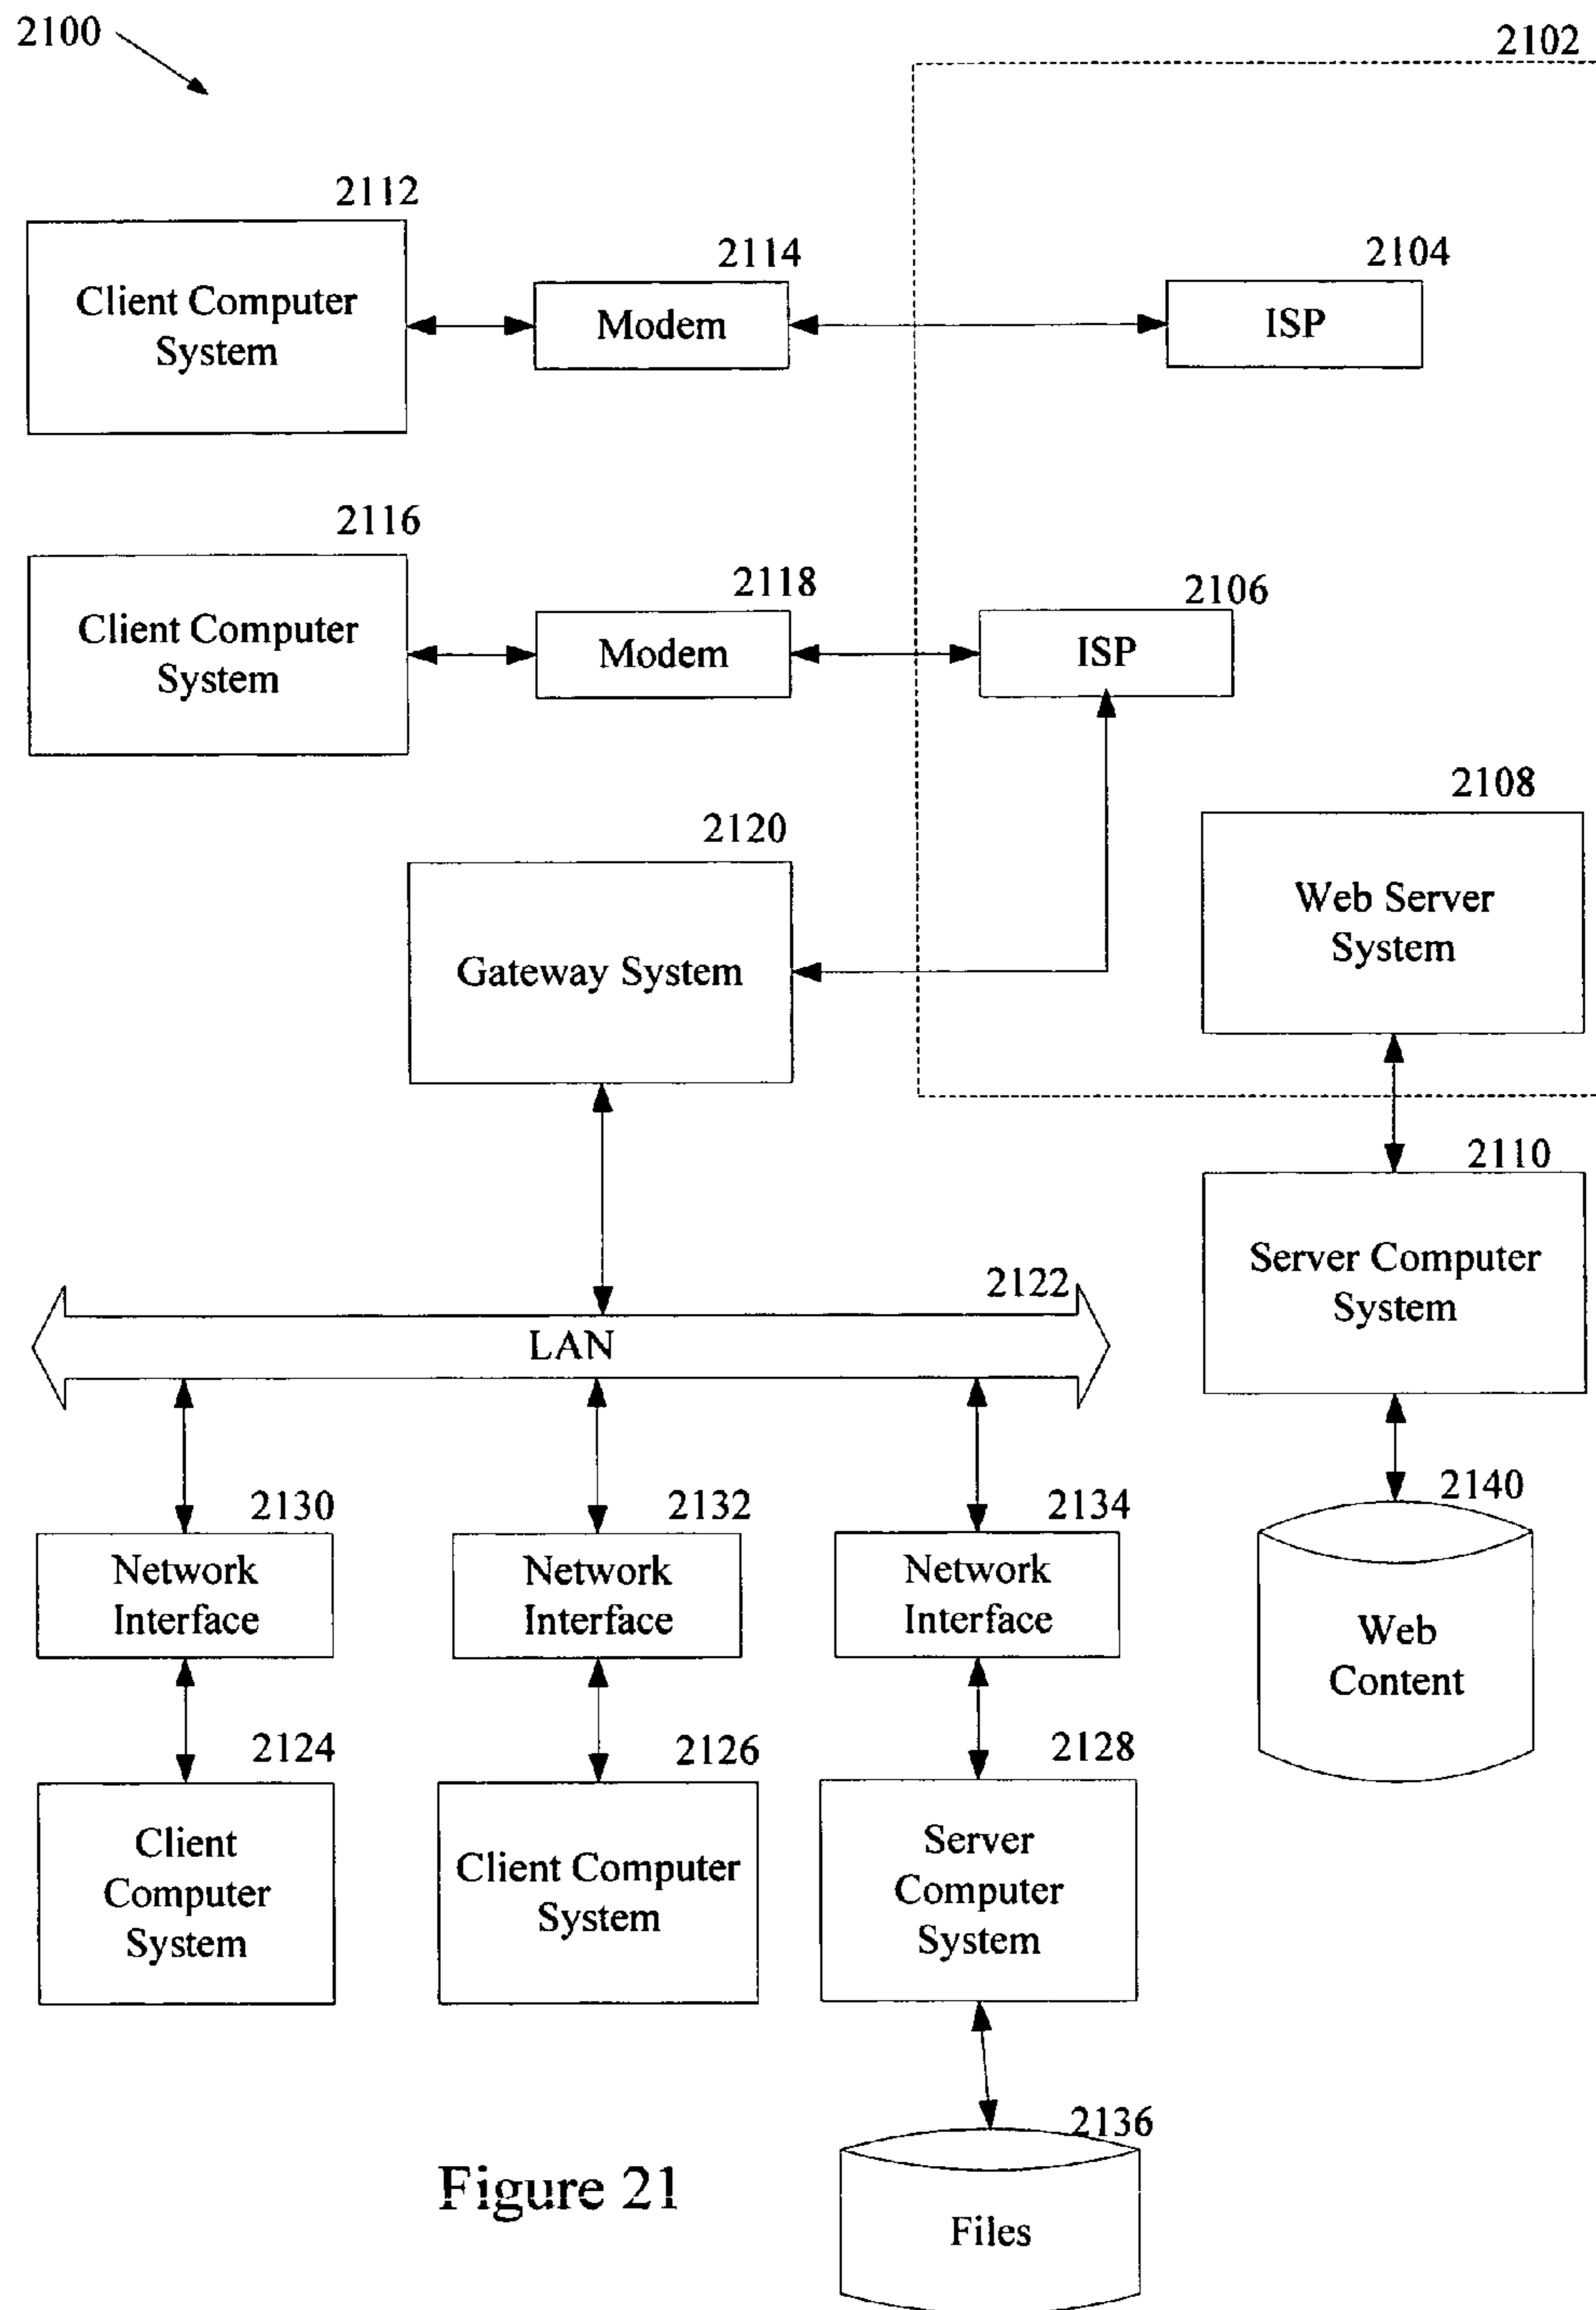 2100
2102
2112
Client Computer
System
2114
Modem
2104
ISP
2116
Client Computer
System
2118
Modem
2106
ISP
2108
Web Server
System
2120
Gateway System
2110
Server Computer
System
2122
LAN
2130
Network
Interface
2132
Network
Interface
2134
Network
Interface
2140
Web
Content
2124
Client
Computer
System
2126
Client Computer
System
2128
Server
Computer
System
2136
Files
Figure 21